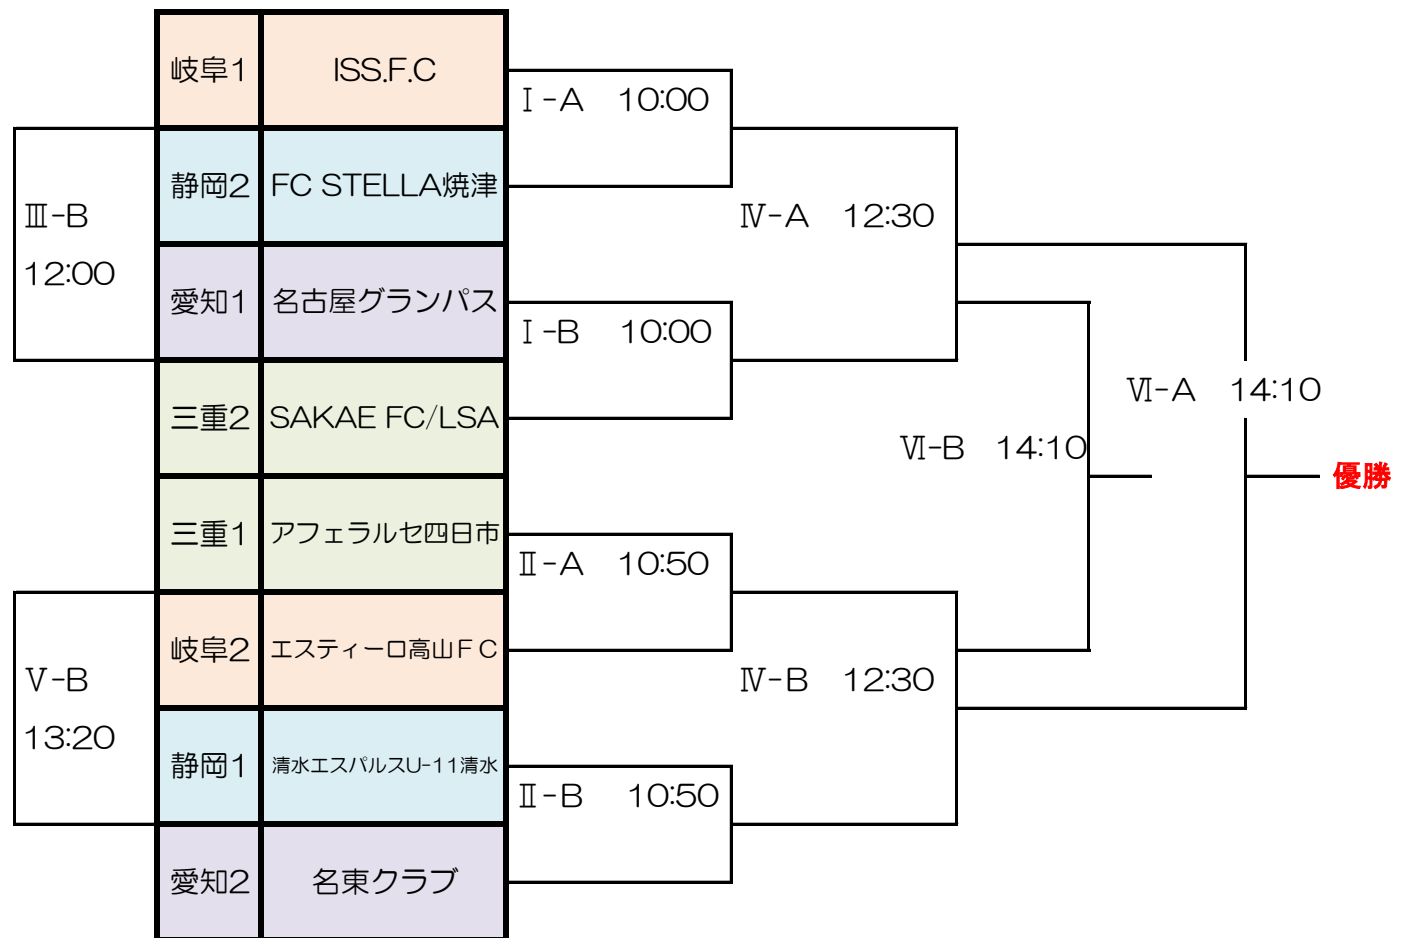 岐阜1 ISS.F.C
Ⅰ-A 10:00
静岡2 FC STELLA焼津
Ⅲ-B
12:00
Ⅳ-A 12:30
愛知1 名古屋グランパス
Ⅰ-B 10:00
三重2 SAKAE FC/LSA
Ⅵ-A 14:10
Ⅵ-B 14:10
優勝
三重1 アフェラルセ四日市
Ⅱ-A 10:50
岐阜2 エスティーロ高山ＦＣ
Ⅴ-B
13:20
Ⅳ-B 12:30
静岡1 清水エスパルスU-11清水
Ⅱ-B 10:50
愛知2 名東クラブ